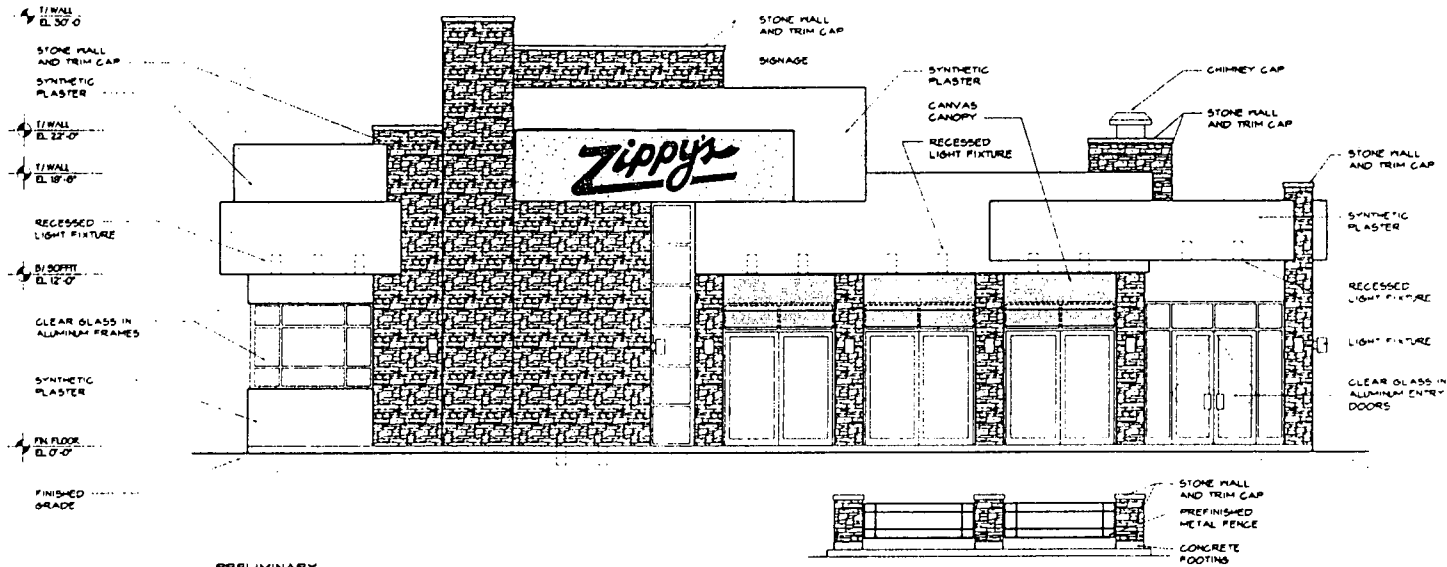 T/ WALL
EL 30'-0"
STONE WALL
AND TRIM CAP
SYNTHETIC
PLASTER
T/ WALL
EL 22'-0"
T/ WALL
EL 18'-8"
RECESSED
LIGHT FIXTURE
B/ SOFFIT
EL 12'-0"
CLEAR GLASS IN
ALUMINUM FRAMES
SYNTHETIC
PLASTER
FIN. FLOOR
EL 0'-0"
FINISHED
GRADE
STONE WALL
AND TRIM CAP
SIGNAGE
Zippy's
SYNTHETIC
PLASTER
CANVAS
CANOPY
RECESSED
LIGHT FIXTURE
CHIMNEY CAP
STONE WALL
AND TRIM CAP
STONE WALL
AND TRIM CAP
SYNTHETIC
PLASTER
RECESSED
LIGHT FIXTURE
LIGHT FIXTURE
CLEAR GLASS IN
ALUMINUM ENTRY
DOORS
STONE WALL
AND TRIM CAP
PREFINISHED
METAL FENCE
CONCRETE
FOOTING
PRELIMINARY